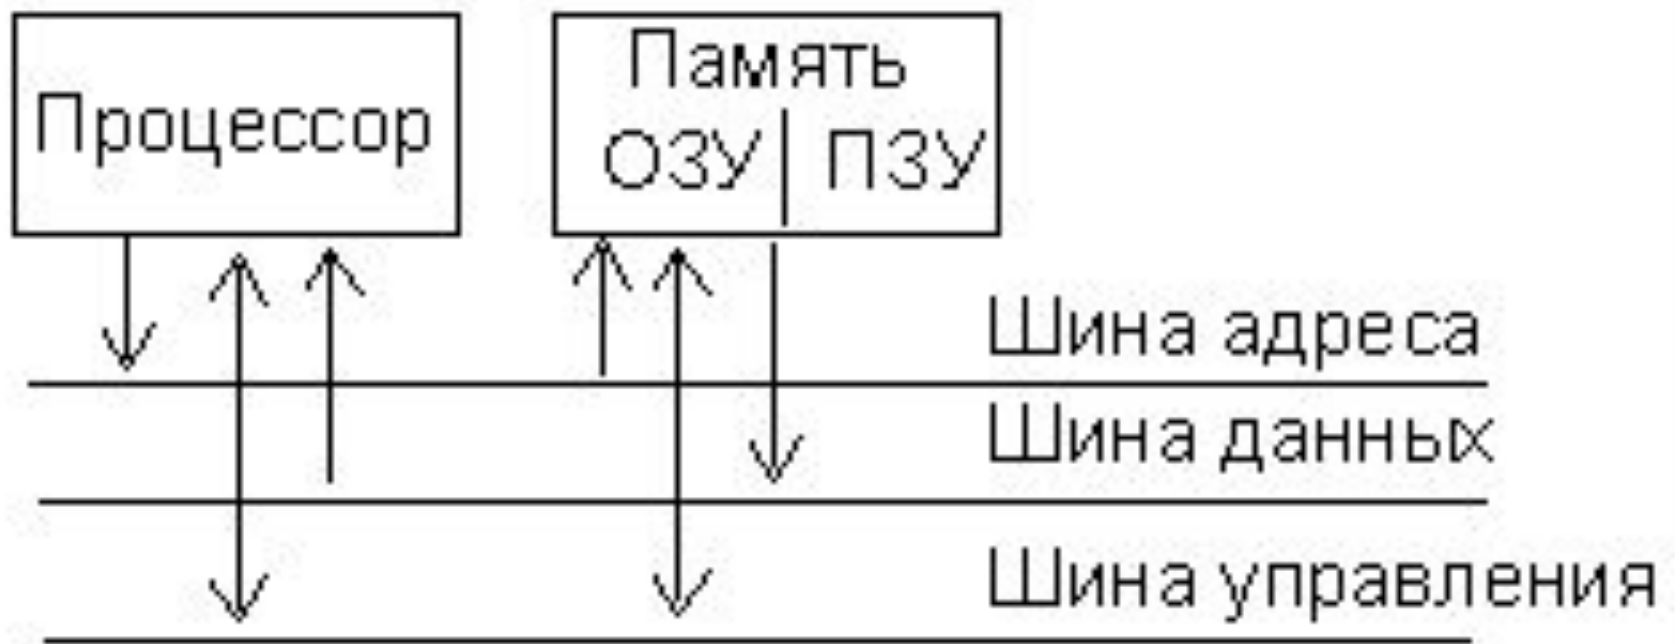 Процессор
Память
ОЗУ | ПЗУ
Шина адреса
Шина данных
Шина управления